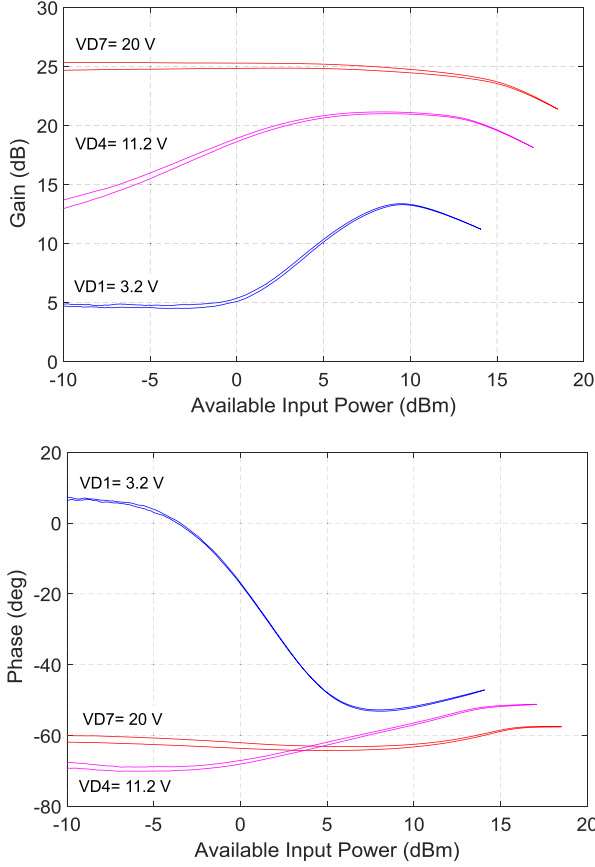 30
25
20
15
10
5
0
Gain (dB)
VD7= 20 V
VD4= 11.2 V
VD1= 3.2 V
-10 -5 0 5 10 15 20
Available Input Power (dBm)
20
0
-20
-40
-60
-80
Phase (deg)
VD1= 3.2 V
VD7= 20 V
VD4= 11.2 V
-10 -5 0 5 10 15 20
Available Input Power (dBm)